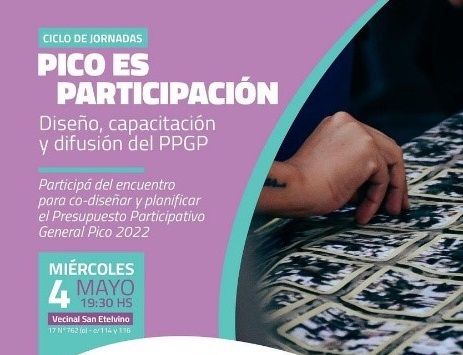 CICLO DE JORNADAS
PICO ES
PARTICIPACIÓN
Diseño, capacitación
y difusión del PPGP
Participá del encuentro
para co-diseñar y planificar
el Presupuesto Participativo
General Pico 2022
MIÉRCOLES
4 MAYO
19:30 HS
Vecinal San Etelvino
17 Nº 762 (o) - e/114 y 116